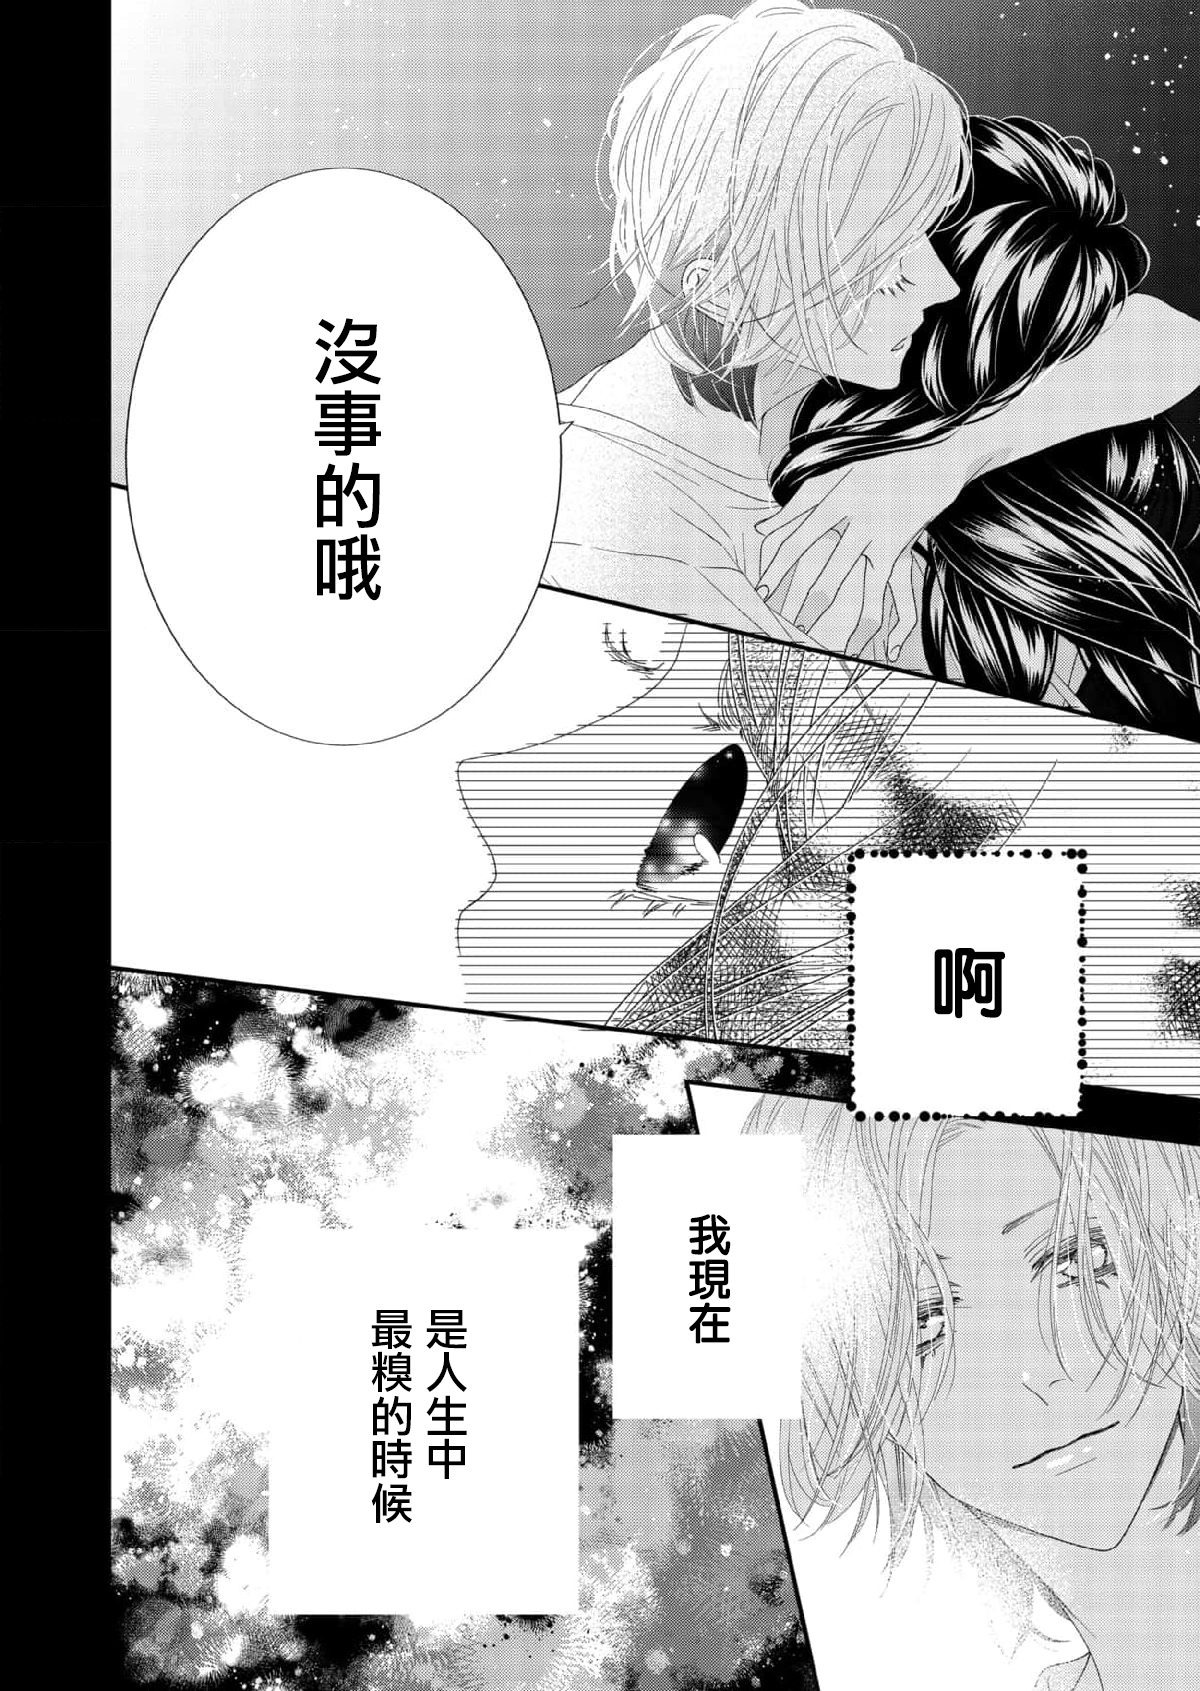 沒事的哦
啊
我現在
是人生中
最糗的時候